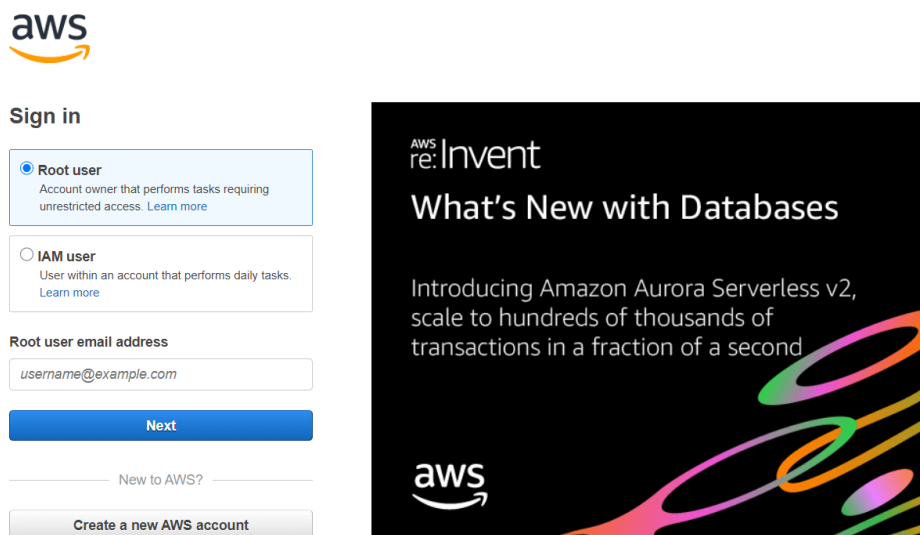 aws
Sign in
Root user
Account owner that performs tasks requiring
unrestricted access. Learn more
IAM user
User within an account that performs daily tasks.
Learn more
Root user email address
username@example.com
Next
New to AWS?
Create a new AWS account
AWS
re:Invent
What's New with Databases
Introducing Amazon Aurora Serverless v2,
scale to hundreds of thousands of
transactions in a fraction of a second
aws